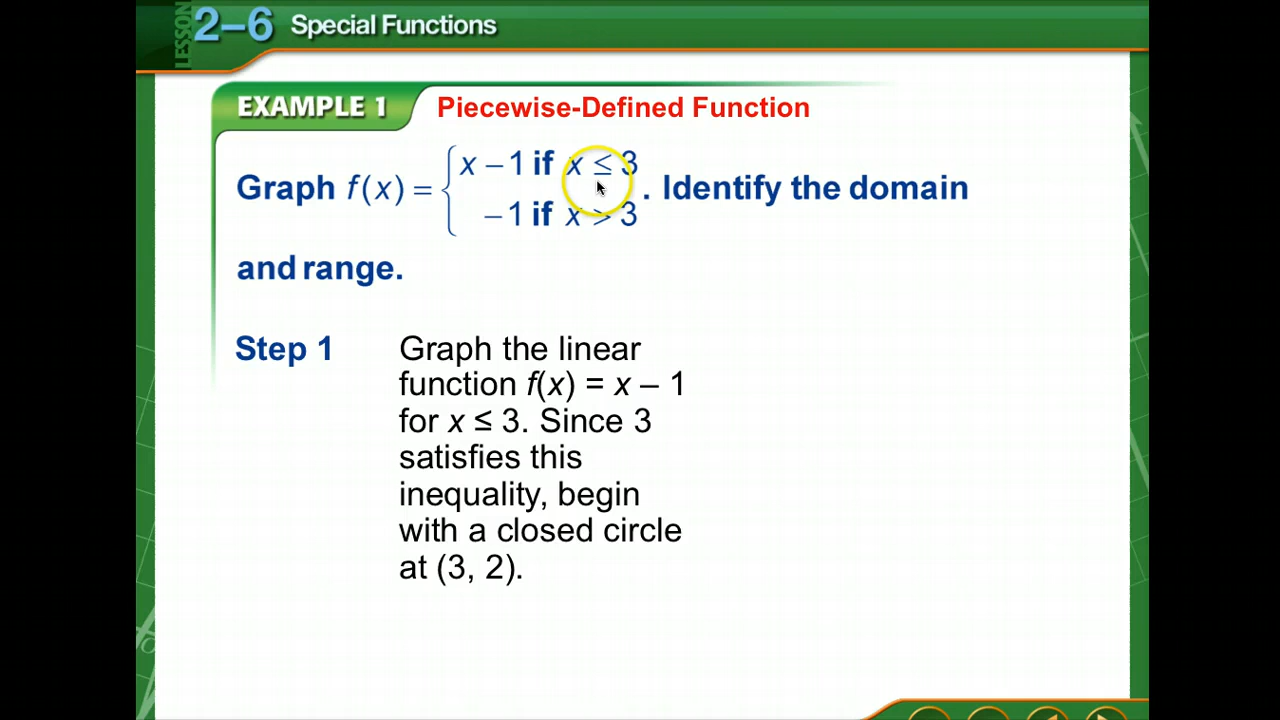 LESSON 2–6 Special Functions
EXAMPLE 1 Piecewise-Defined Function
x – 1 if x ≤ 3
Graph f(x) = { . Identify the domain
–1 if x > 3
and range.
Step 1 Graph the linear
function f(x) = x – 1
for x ≤ 3. Since 3
satisfies this
inequality, begin
with a closed circle
at (3, 2).